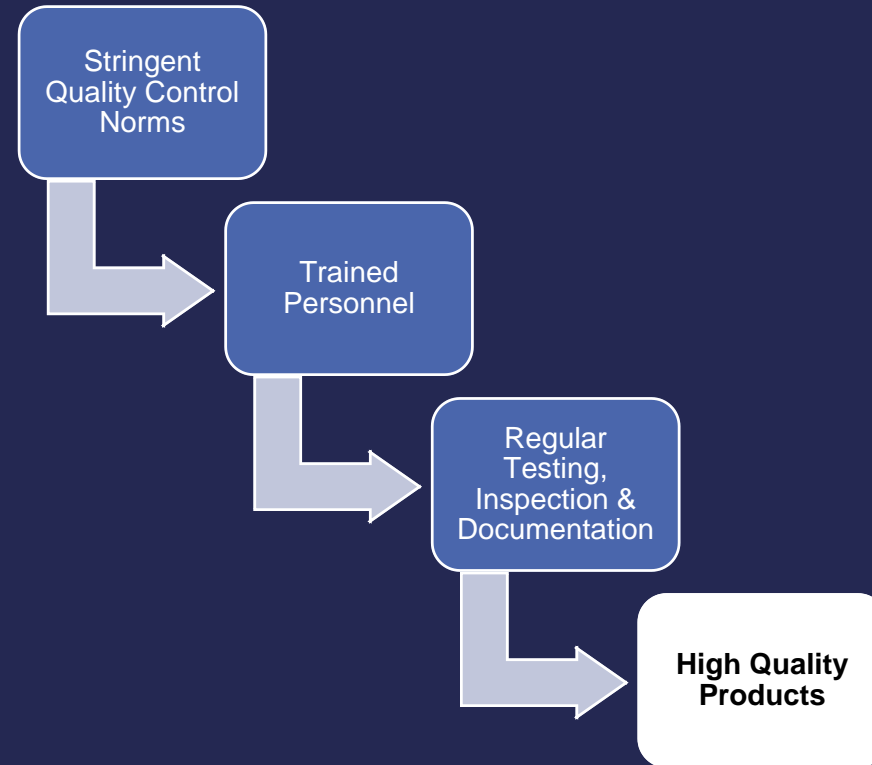 Stringent
Quality Control
Norms
Trained
Personnel
Regular
Testing,
Inspection &
Documentation
High Quality
Products